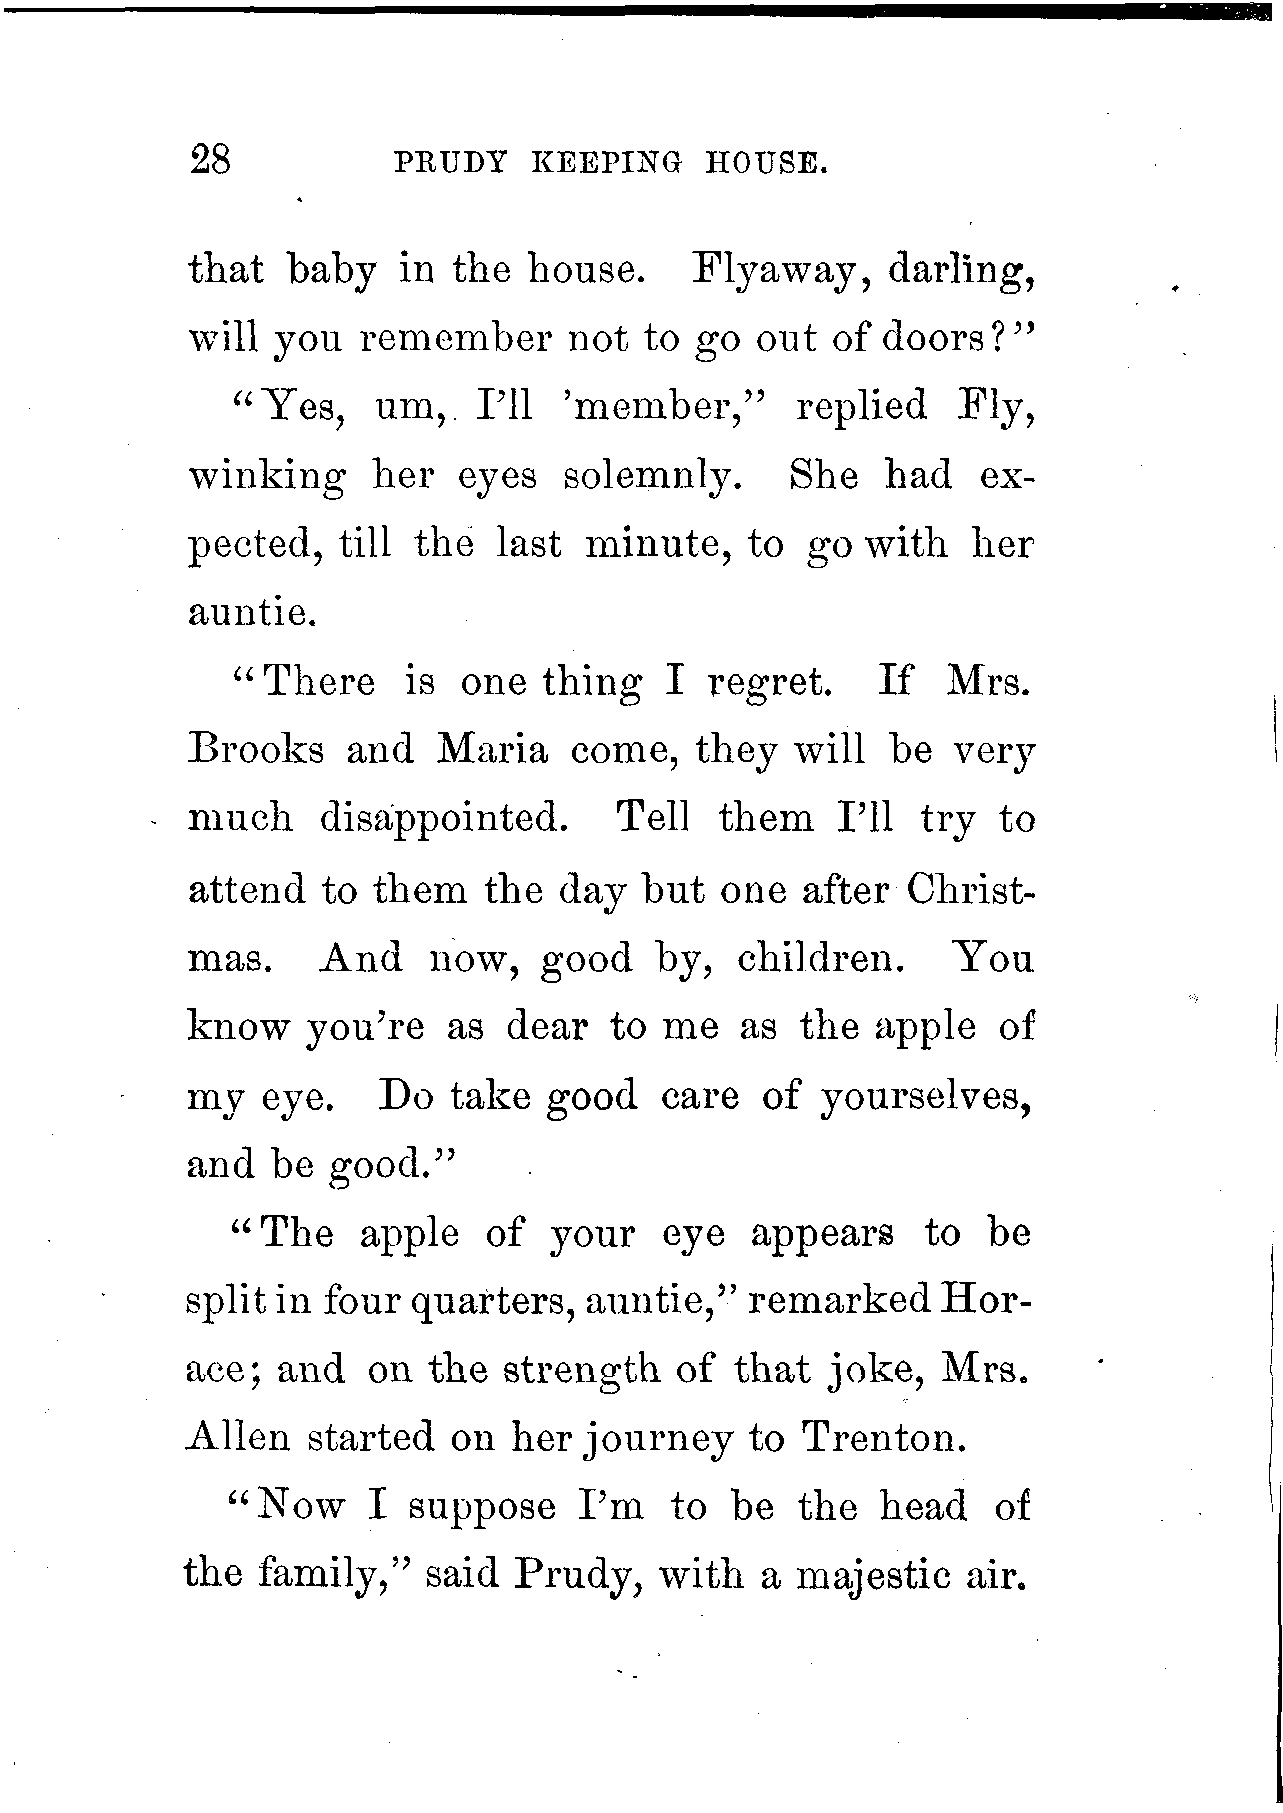 28 PRUDY KEEPING HOUSE.
that baby in the house. Flyaway, darling,
will you remember not to go out of doors?"
"Yes, um, I'll 'member," replied Fly,
winking her eyes solemnly. She had ex-
pected, till the last minute, to go with her
auntie.
"There is one thing I regret. If Mrs.
Brooks and Maria come, they will be very
much disappointed. Tell them I'll try to
attend to them the day but one after Christ-
mas. And now, good by, children. You
know you're as dear to me as the apple of
my eye. Do take good care of yourselves,
and be good."
"The apple of your eye appears to be
split in four quarters, auntie," remarked Hor-
ace; and on the strength of that joke, Mrs.
Allen started on her journey to Trenton.
"Now I suppose I'm to be the head of
the family," said Prudy, with a majestic air.